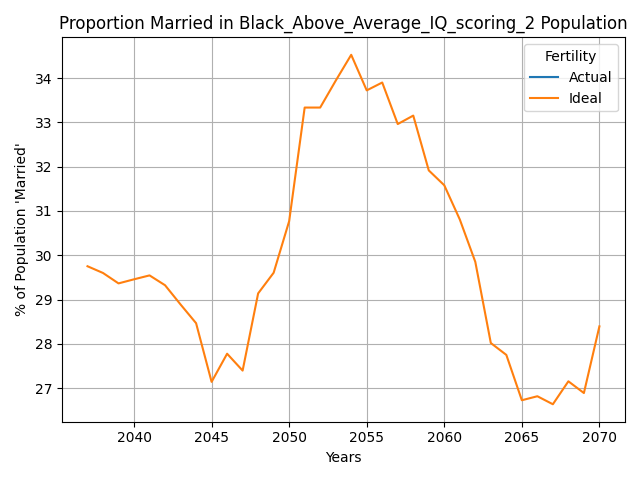 Proportion Married in Black_Above_Average_IQ_scoring_2 Population
Fertility
Actual
Ideal
% of Population 'Married'
34
33
32
31
30
29
28
27
2040 2045 2050 2055 2060 2065 2070
Years